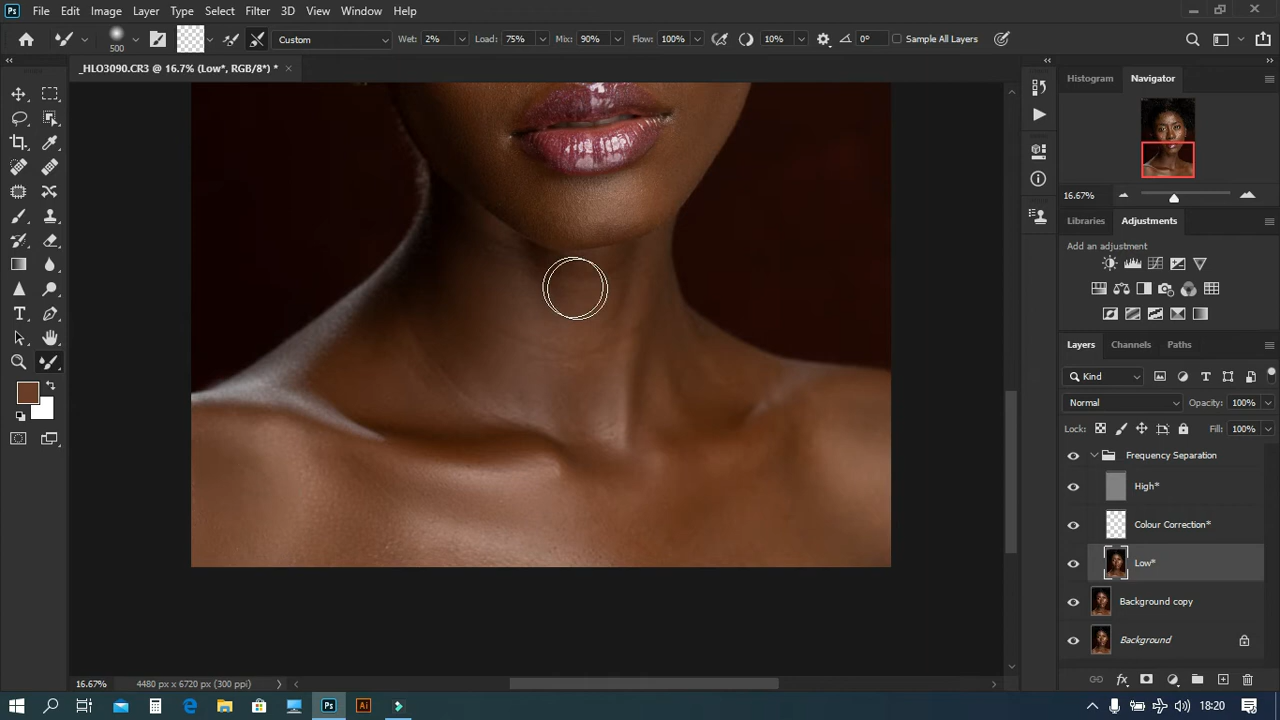 Ps File Edit Image Layer Type Select Filter 3D View Window Help
500 Custom Wet: 2% Load: 75% Mix: 90% Flow: 100% 10% 0° Sample All Layers
_HLO3090.CR3 @ 16.7% (Low*, RGB/8*) *
Histogram Navigator
16.67%
Libraries Adjustments
Add an adjustment
Layers Channels Paths
Kind
Normal Opacity: 100%
Lock: Fill: 100%
Frequency Separation
High*
Colour Correction*
Low*
Background copy
Background
16.67% 4480 px x 6720 px (300 ppi)
Ps Ai 18:20